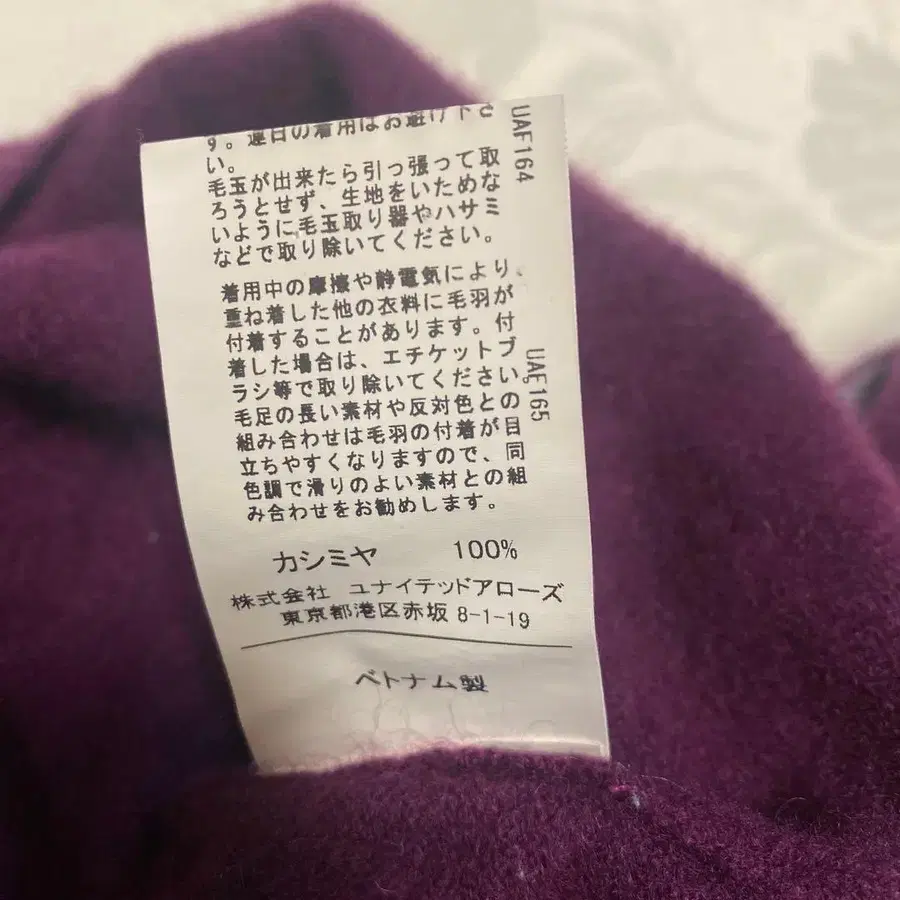 す。連日の着用はお避け下さ
い。
毛玉が出来たら引っ張って取
ろうとせず、生地をいためな
いように毛玉取り器やハサミ
などで取り除いてください。
UAF164
着用中の摩擦や静電気により、
重ね着した他の衣料に毛羽が
付着することがあります。付
着した場合は、エチケットブ
ラシ等で取り除いてください。
毛足の長い素材や反対色との
組み合わせは毛羽の付着が目
立ちやすくなりますので、同
色調で滑りのよい素材との組
み合わせをお勧めします。
UAF165
カシミヤ 100%
株式会社 ユナイテッドアローズ
東京都港区赤坂 8-1-19
ベトナム製